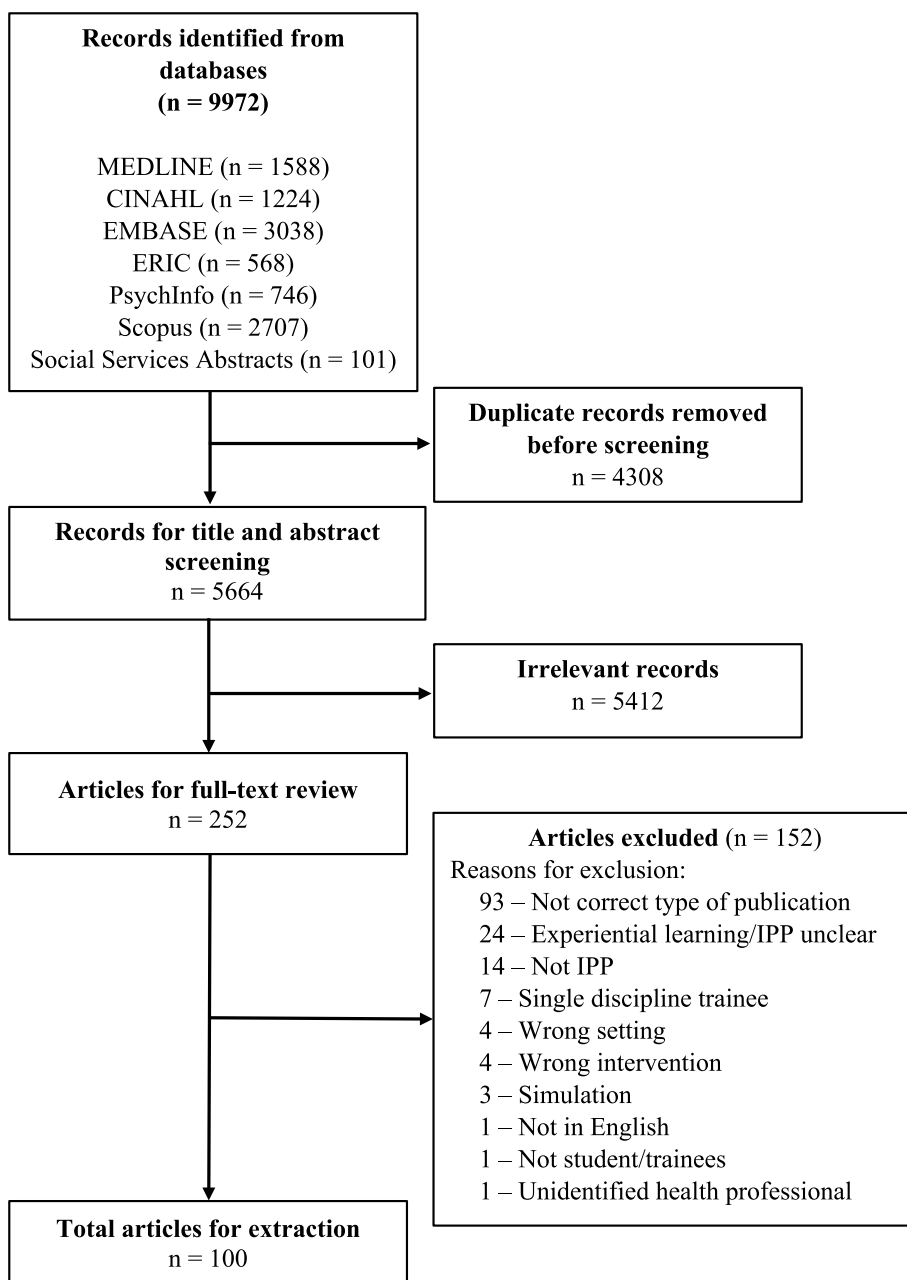 Records identified from
databases
(n = 9972)
MEDLINE (n = 1588)
CINAHL (n = 1224)
EMBASE (n = 3038)
ERIC (n = 568)
PsychInfo (n = 746)
Scopus (n = 2707)
Social Services Abstracts (n = 101)
Duplicate records removed
before screening
n = 4308
Records for title and abstract
screening
n = 5664
Irrelevant records
n = 5412
Articles for full-text review
n = 252
Articles excluded (n = 152)
Reasons for exclusion:
93 – Not correct type of publication
24 – Experiential learning/IPP unclear
14 – Not IPP
7 – Single discipline trainee
4 – Wrong setting
4 – Wrong intervention
3 – Simulation
1 – Not in English
1 – Not student/trainees
1 – Unidentified health professional
Total articles for extraction
n = 100